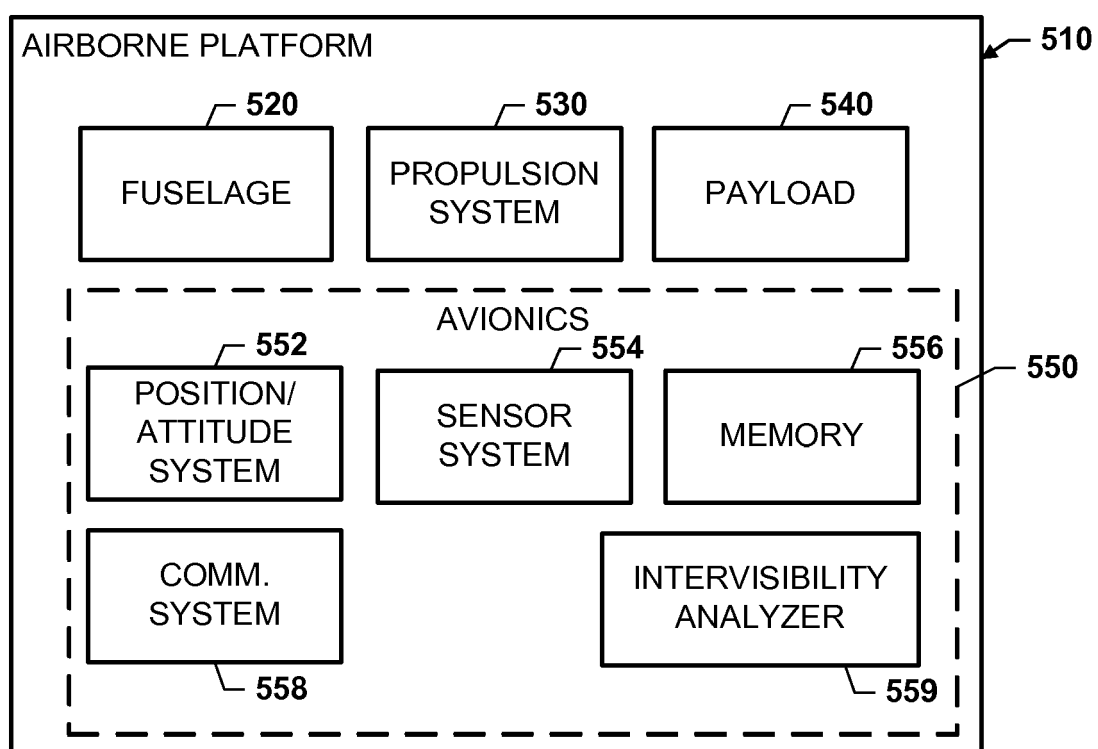 AIRBORNE PLATFORM
510
520
530
540
FUSELAGE
PROPULSION
SYSTEM
PAYLOAD
AVIONICS
552
554
556
550
POSITION/
ATTITUDE
SYSTEM
SENSOR
SYSTEM
MEMORY
COMM.
SYSTEM
INTERVISIBILITY
ANALYZER
558
559